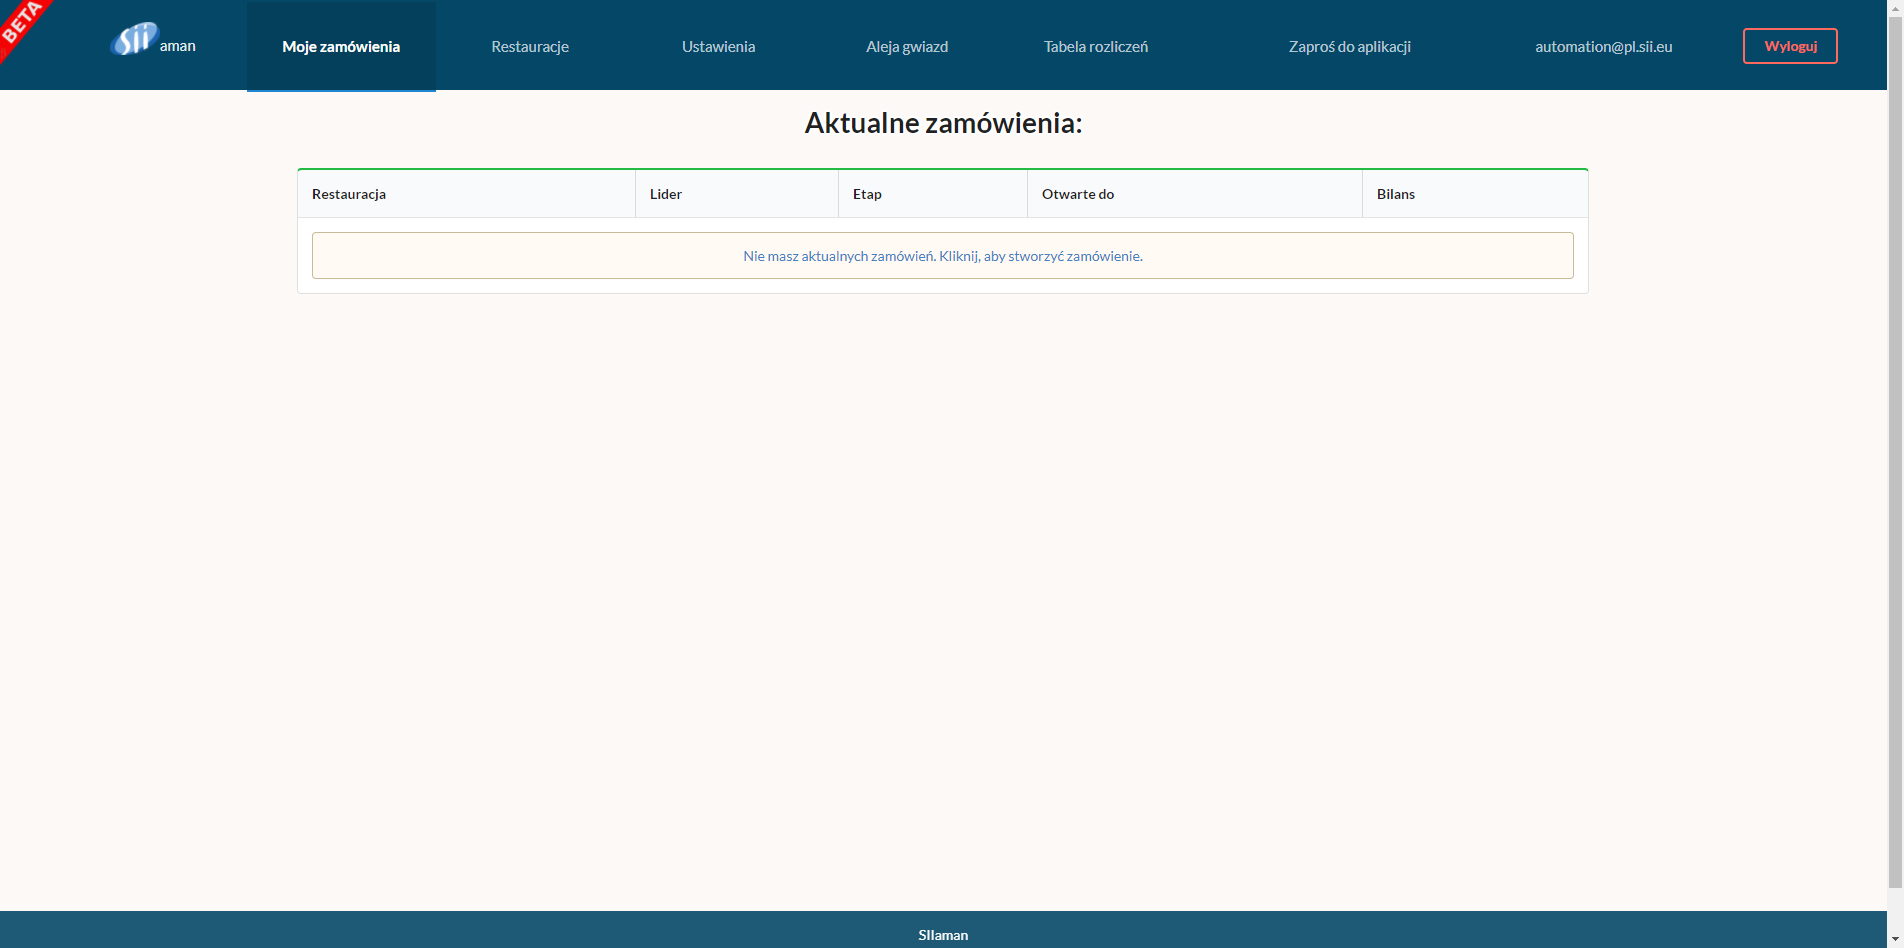 BETA
Sii aman
Moje zamówienia
Restauracje
Ustawienia
Aleja gwiazd
Tabela rozliczeń
Zaproś do aplikacji
automation@pl.sii.eu
Wyloguj
Aktualne zamówienia:
Restauracja
Lider
Etap
Otwarte do
Bilans
Nie masz aktualnych zamówień. Kliknij, aby stworzyć zamówienie.
SIIaman